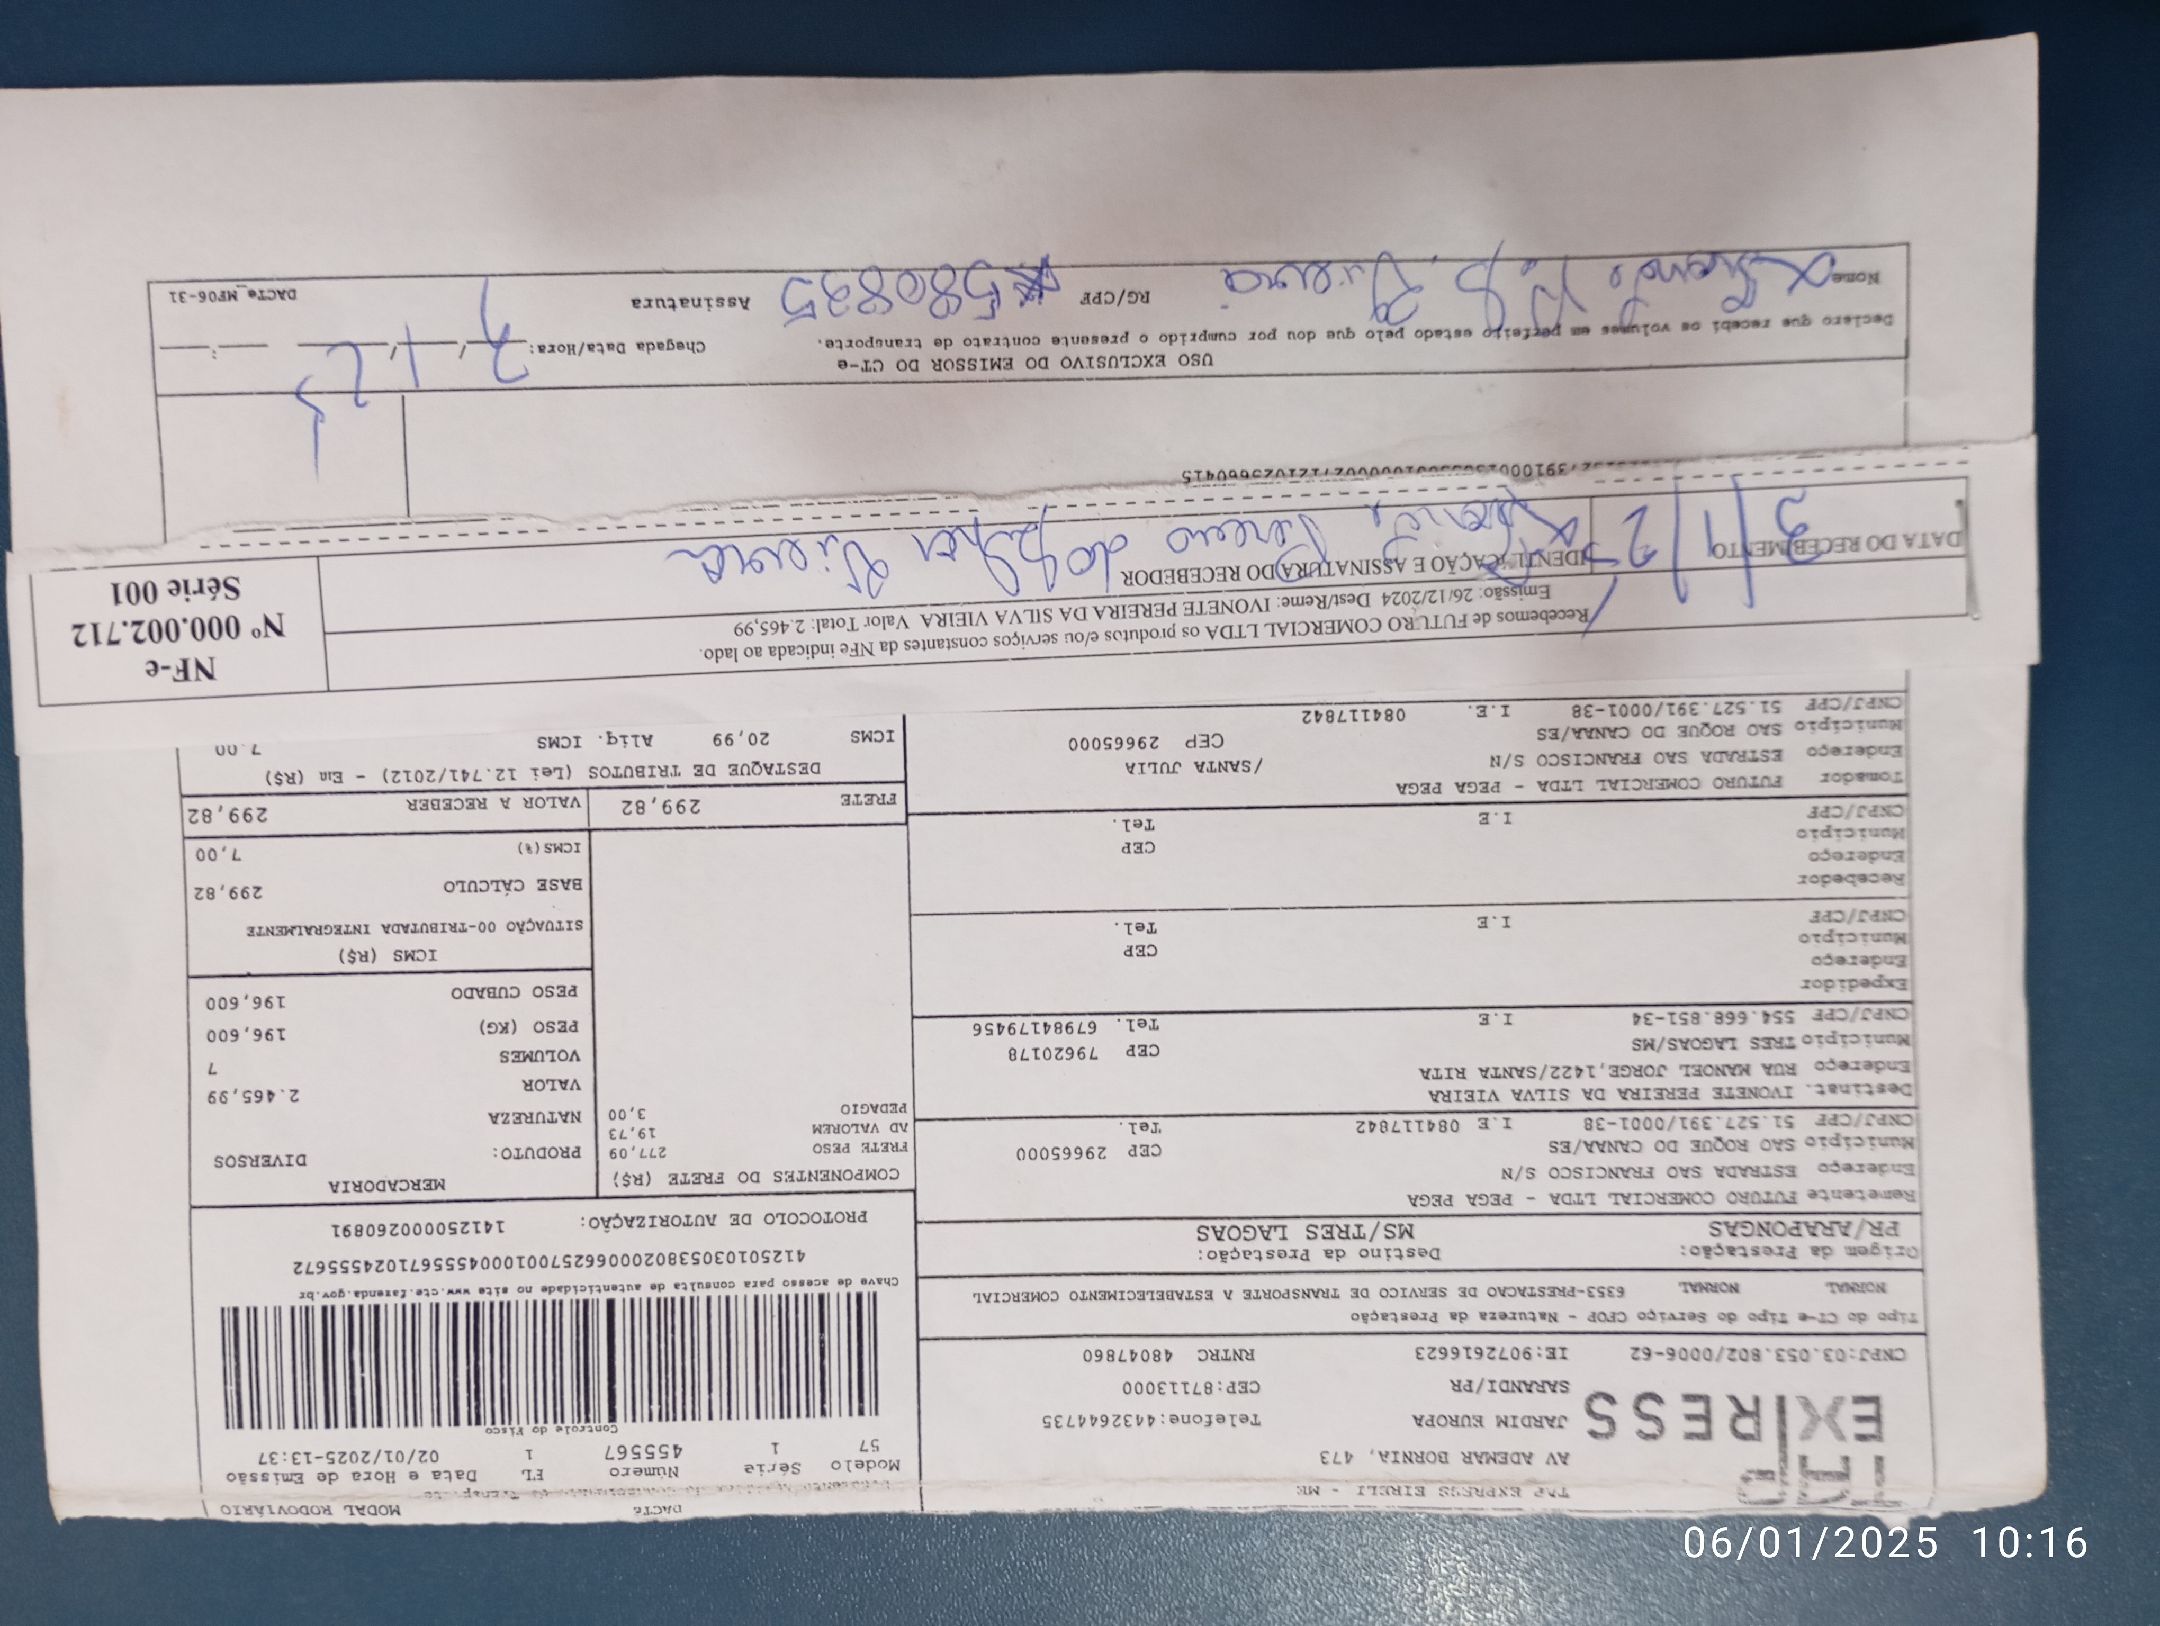 DACTE MODAL RODOVIÁRIO
TAP EXPRESS EIRELI - ME
TAP
EXPRESS
AV ADEMAR BORNIA, 473
JARDIM EUROPA Telefone:4432644735
SARANDI/PR CEP:87113000
CNPJ:03.053.802/0006-62 IE:9072616623 RNTRC 48047860
Modelo Série Número FL Data e Hora de Emissão
57 1 455567 1 02/01/2025-13:37
Controle do Fisco
Chave de acesso para consulta de autenticidade no site www.cte.fazenda.gov.br
41250103053802000662570010004555671024555672
PROTOCOLO DE AUTORIZAÇÃO: 141250000260891
Tipo do CT-e Tipo do Serviço CFOP - Natureza da Prestação
NORMAL NORMAL 6353-PRESTACAO DE SERVICO DE TRANSPORTE A ESTABELECIMENTO COMERCIAL
Origem da Prestação: Destino da Prestação:
PR/ARAPONGAS MS/TRES LAGOAS
Remetente FUTURO COMERCIAL LTDA - PEGA PEGA
Endereço ESTRADA SAO FRANCISCO S/N
Município SAO ROQUE DO CANAA/ES CEP 29665000
CNPJ/CPF 51.527.391/0001-38 I.E 084117842 Tel.
Destinat. IVONETE PEREIRA DA SILVA VIEIRA
Endereço RUA MANOEL JORGE,1422/SANTA RITA
Município TRES LAGOAS/MS CEP 79620178
CNPJ/CPF 554.668.851-34 I.E Tel. 67984179456
Expedidor
Endereço
Município CEP
CNPJ/CPF I.E Tel.
Recebedor
Endereço
Município CEP
CNPJ/CPF I.E Tel.
Tomador FUTURO COMERCIAL LTDA - PEGA PEGA
Endereço ESTRADA SAO FRANCISCO S/N /SANTA JULIA
Município SAO ROQUE DO CANAA/ES CEP 29665000
CNPJ/CPF 51.527.391/0001-38 I.E. 084117842
COMPONENTES DO FRETE (R$)
FRETE PESO 277,09
AD VALOREM 19,73
PEDAGIO 3,00
MERCADORIA
PRODUTO: DIVERSOS
NATUREZA
VALOR 2.465,99
VOLUMES 7
PESO (KG) 196,600
PESO CUBADO 196,600
ICMS (R$)
SITUAÇÃO 00-TRIBUTADA INTEGRALMENTE
BASE CÁLCULO 299,82
ICMS(%) 7,00
FRETE 299,82 VALOR A RECEBER 299,82
DESTAQUE DE TRIBUTOS (Lei 12.741/2012) - Em (R$)
ICMS 20,99 Aliq. ICMS 7.00
Recebemos de FUTURO COMERCIAL LTDA os produtos e/ou serviços constantes da NFe indicada ao lado.
Emissão: 26/12/2024 Dest/Reme: IVONETE PEREIRA DA SILVA VIEIRA Valor Total: 2.465,99
DATA DO RECEBIMENTO IDENTIFICAÇÃO E ASSINATURA DO RECEBEDOR
NF-e
Nº 000.002.712
Série 001
USO EXCLUSIVO DO EMISSOR DO CT-e
Declaro que recebi os volumes em perfeito estado pelo que dou por cumprido o presente contrato de transporte.
Chegada Data/Hora:
Nome RG/CPF 580835 Assinatura
DACTe_MF06-31
06/01/2025 10:16